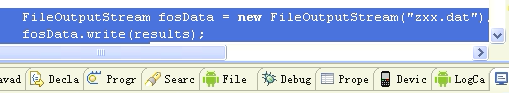 FileOutputStream fosData = new FileOutputStream("zxx.dat").
fosData.write(results);
avad Decla Progr Searc File Debug Prope Devic LogCa